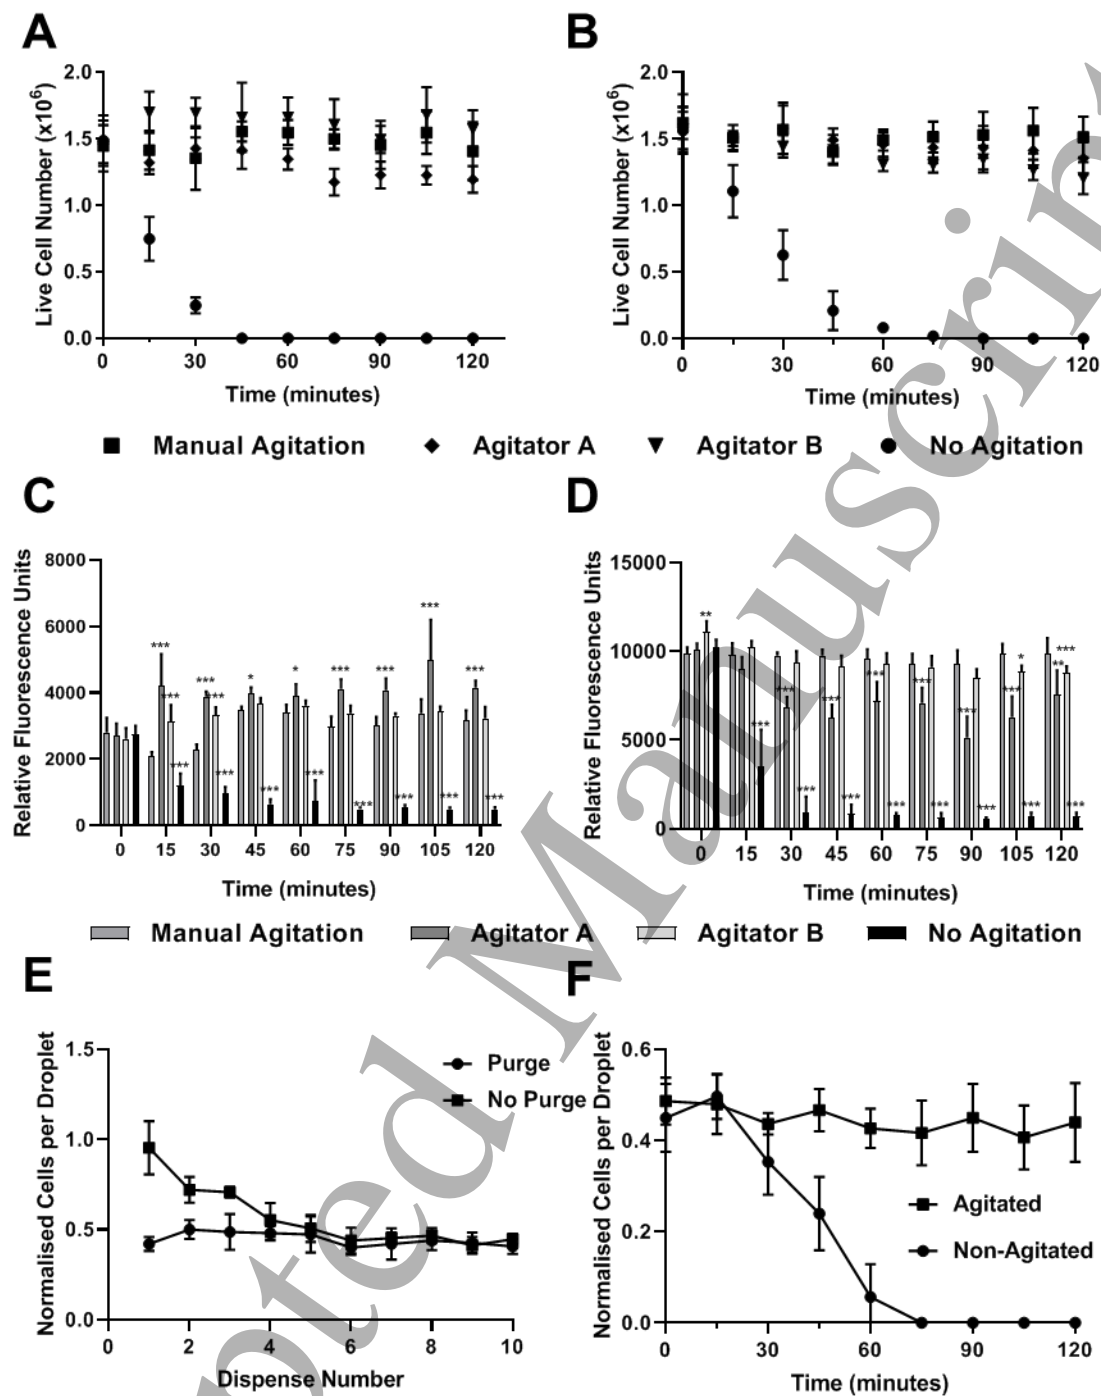 A
B
Live Cell Number (x10⁶)
2.0
1.5
1.0
0.5
0.0
0 30 60 90 120
Time (minutes)
Live Cell Number (x10⁶)
2.0
1.5
1.0
0.5
0.0
0 30 60 90 120
Time (minutes)
Manual Agitation Agitator A Agitator B No Agitation
C
D
Relative Fluorescence Units
8000
6000
4000
2000
0
*** *** *** *** *** *** * *** * *** *** *** *** *** *** *** *** ***
0 15 30 45 60 75 90 105 120
Time (minutes)
Relative Fluorescence Units
15000
10000
5000
0
** *** *** *** *** *** *** *** *** *** *** *** *** * *** ** *** ***
0 15 30 45 60 75 90 105 120
Time (minutes)
Manual Agitation Agitator A Agitator B No Agitation
E
F
Normalised Cells per Droplet
1.5
1.0
0.5
0.0
0 2 4 6 8 10
Dispense Number
Purge
No Purge
Normalised Cells per Droplet
0.6
0.4
0.2
0.0
0 30 60 90 120
Time (minutes)
Agitated
Non-Agitated
pted Manuscrip